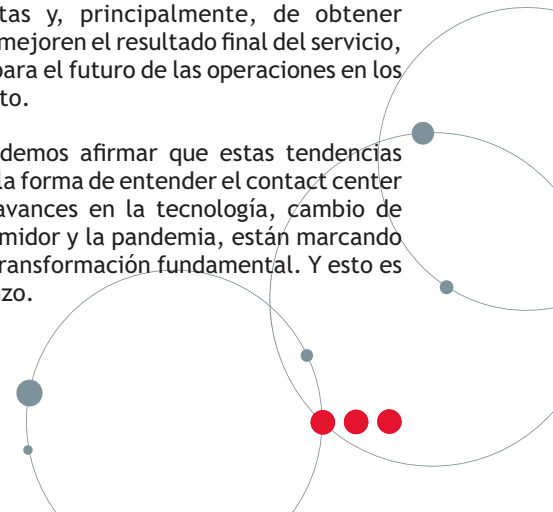 tas y, principalmente, de obtener
mejoren el resultado final del servicio,
para el futuro de las operaciones en los
to.
demos afirmar que estas tendencias
la forma de entender el contact center
avances en la tecnología, cambio de
midor y la pandemia, están marcando
ransformación fundamental. Y esto es
zo.